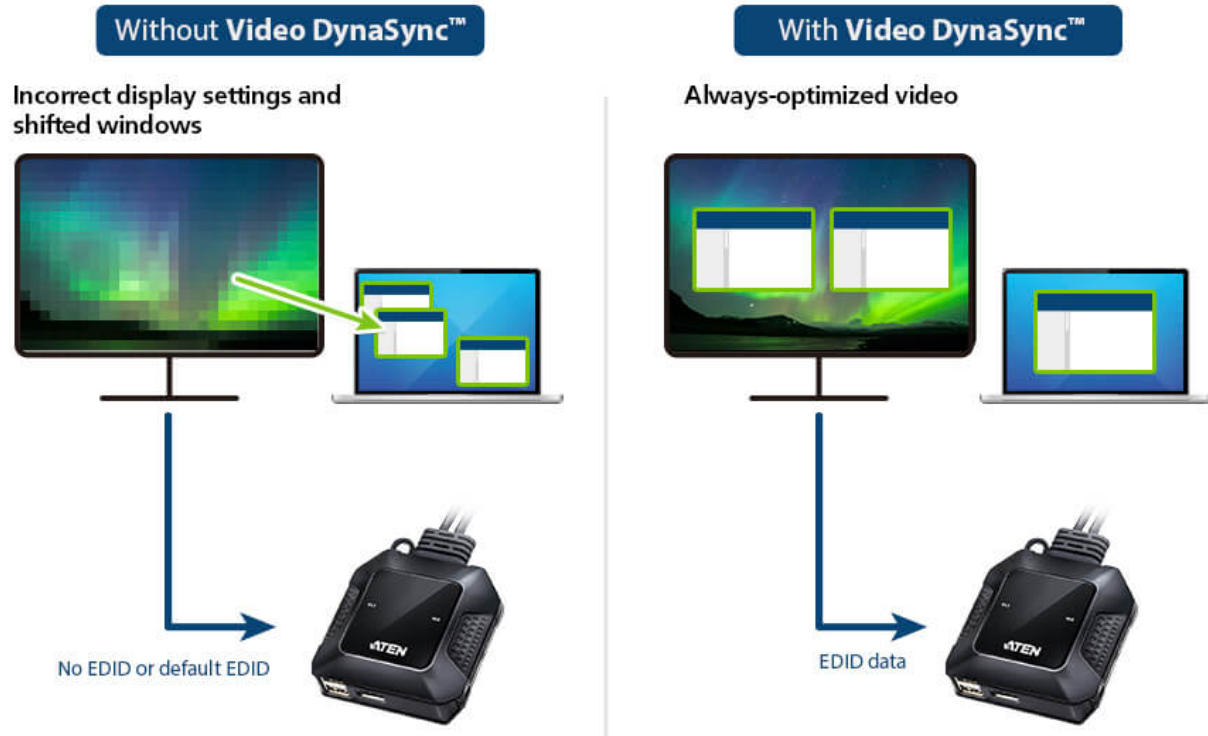 Without Video DynaSync™
Incorrect display settings and
shifted windows
No EDID or default EDID
ATEN
With Video DynaSync™
Always-optimized video
EDID data
ATEN